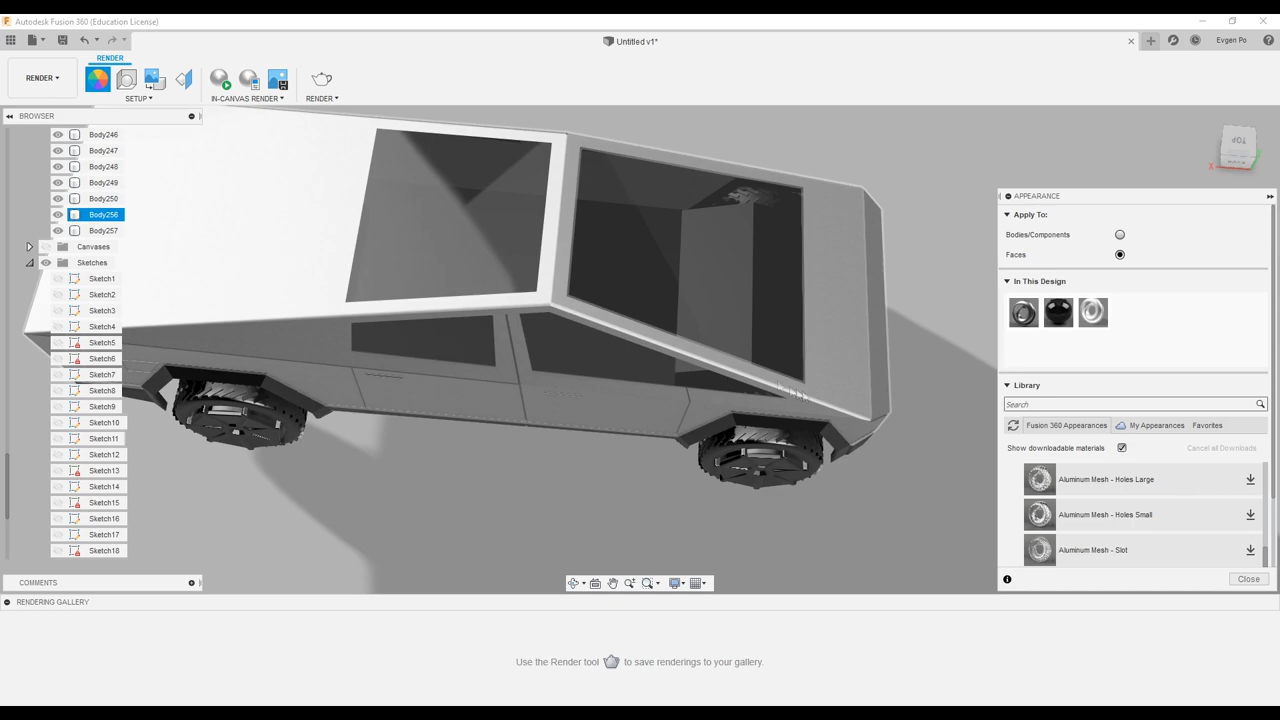 Autodesk Fusion 360 (Education License)
Untitled v1*
Evgen Po
RENDER
RENDER
SETUP
IN-CANVAS RENDER
RENDER
BROWSER
Body246
Body247
Body248
Body249
Body250
Body256
Body257
Canvases
Sketches
Sketch1
Sketch2
Sketch3
Sketch4
Sketch5
Sketch6
Sketch7
Sketch8
Sketch9
Sketch10
Sketch11
Sketch12
Sketch13
Sketch14
Sketch15
Sketch16
Sketch17
Sketch18
TOP
X
APPEARANCE
Apply To:
Bodies/Components
Faces
In This Design
Library
Search
Fusion 360 Appearances My Appearances Favorites
Show downloadable materials Cancel all Downloads
Aluminum Mesh - Holes Large
Aluminum Mesh - Holes Small
Aluminum Mesh - Slot
Close
COMMENTS
RENDERING GALLERY
Use the Render tool to save renderings to your gallery.